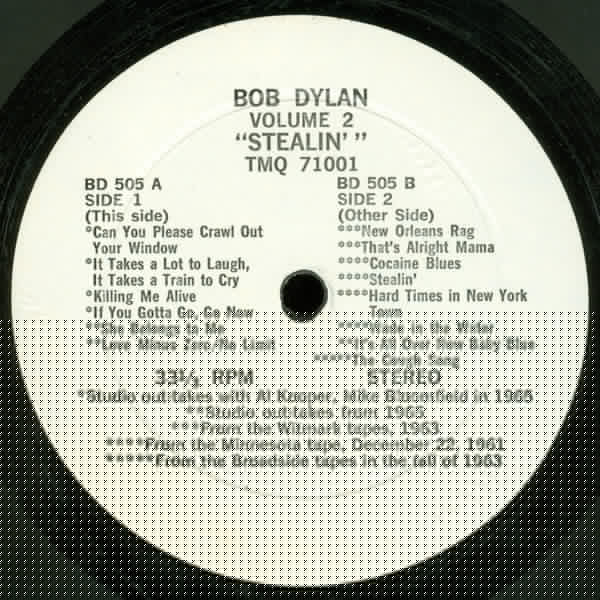 BOB DYLAN
VOLUME 2
"STEALIN' "
TMQ 71001
BD 505 A
SIDE 1
(This side)
*Can You Please Crawl Out
Your Window
*It Takes a Lot to Laugh,
It Takes a Train to Cry
*Killing Me Alive
*If You Gotta Go, Go Now
**She Belongs to Me
**Love Minus Zero/No Limit
BD 505 B
SIDE 2
(Other Side)
***New Orleans Rag
***That's Alright Mama
****Cocaine Blues
****Stealin'
****Hard Times in New York
Town
****Wade in the Water
**It's All Over Now Baby Blue
*****The Cough Song
33⅓ RPM STEREO
*Studio outtakes with Al Kooper, Mike Bloomfield in 1965
**Studio outtakes from 1965
***From the Witmark tapes, 1963
****From the Minnesota tape, December 22, 1961
*****From the Broadside tapes in the fall of 1963